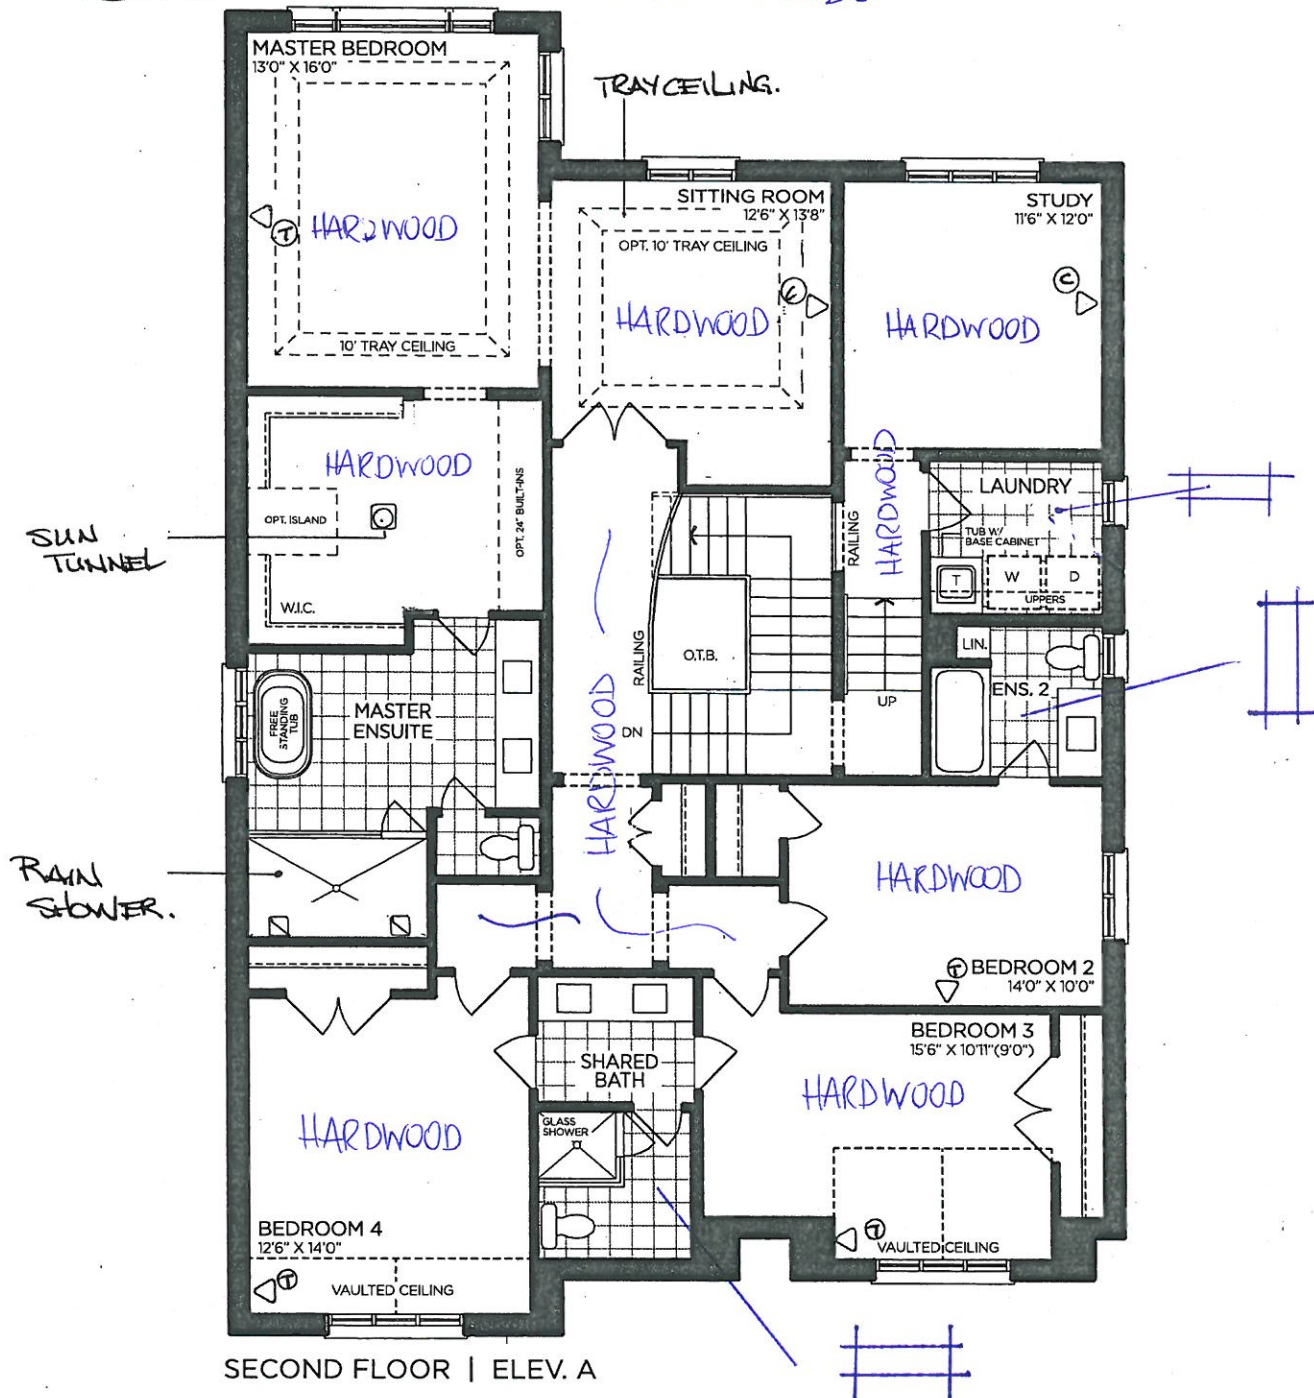 MASTER BEDROOM
13'0" X 16'0"
TRAY CEILING.
SITTING ROOM
12'6" X 13'8"
STUDY
11'6" X 12'0"
HARDWOOD
T
OPT. 10' TRAY CEILING
C
HARDWOOD
HARDWOOD
10' TRAY CEILING
HARDWOOD
OPT. 24" BUILT-INS
HARDWOOD
LAUNDRY
OPT. ISLAND
SUN
TUNNEL
RAILING
TUB W/
BASE CABINET
T
W
D
UPPERS
W.I.C.
RAILING
O.T.B.
LIN.
ENS. 2
UP
FREE
STANDING
TUB
MASTER
ENSUITE
DN
HARDWOOD
RAIN
SHOWER.
HARDWOOD
T
BEDROOM 2
14'0" X 10'0"
BEDROOM 3
15'6" X 10'11"(9'0")
SHARED
BATH
HARDWOOD
HARDWOOD
GLASS
SHOWER
BEDROOM 4
12'6" X 14'0"
T
VAULTED CEILING
T
VAULTED CEILING
SECOND FLOOR | ELEV. A